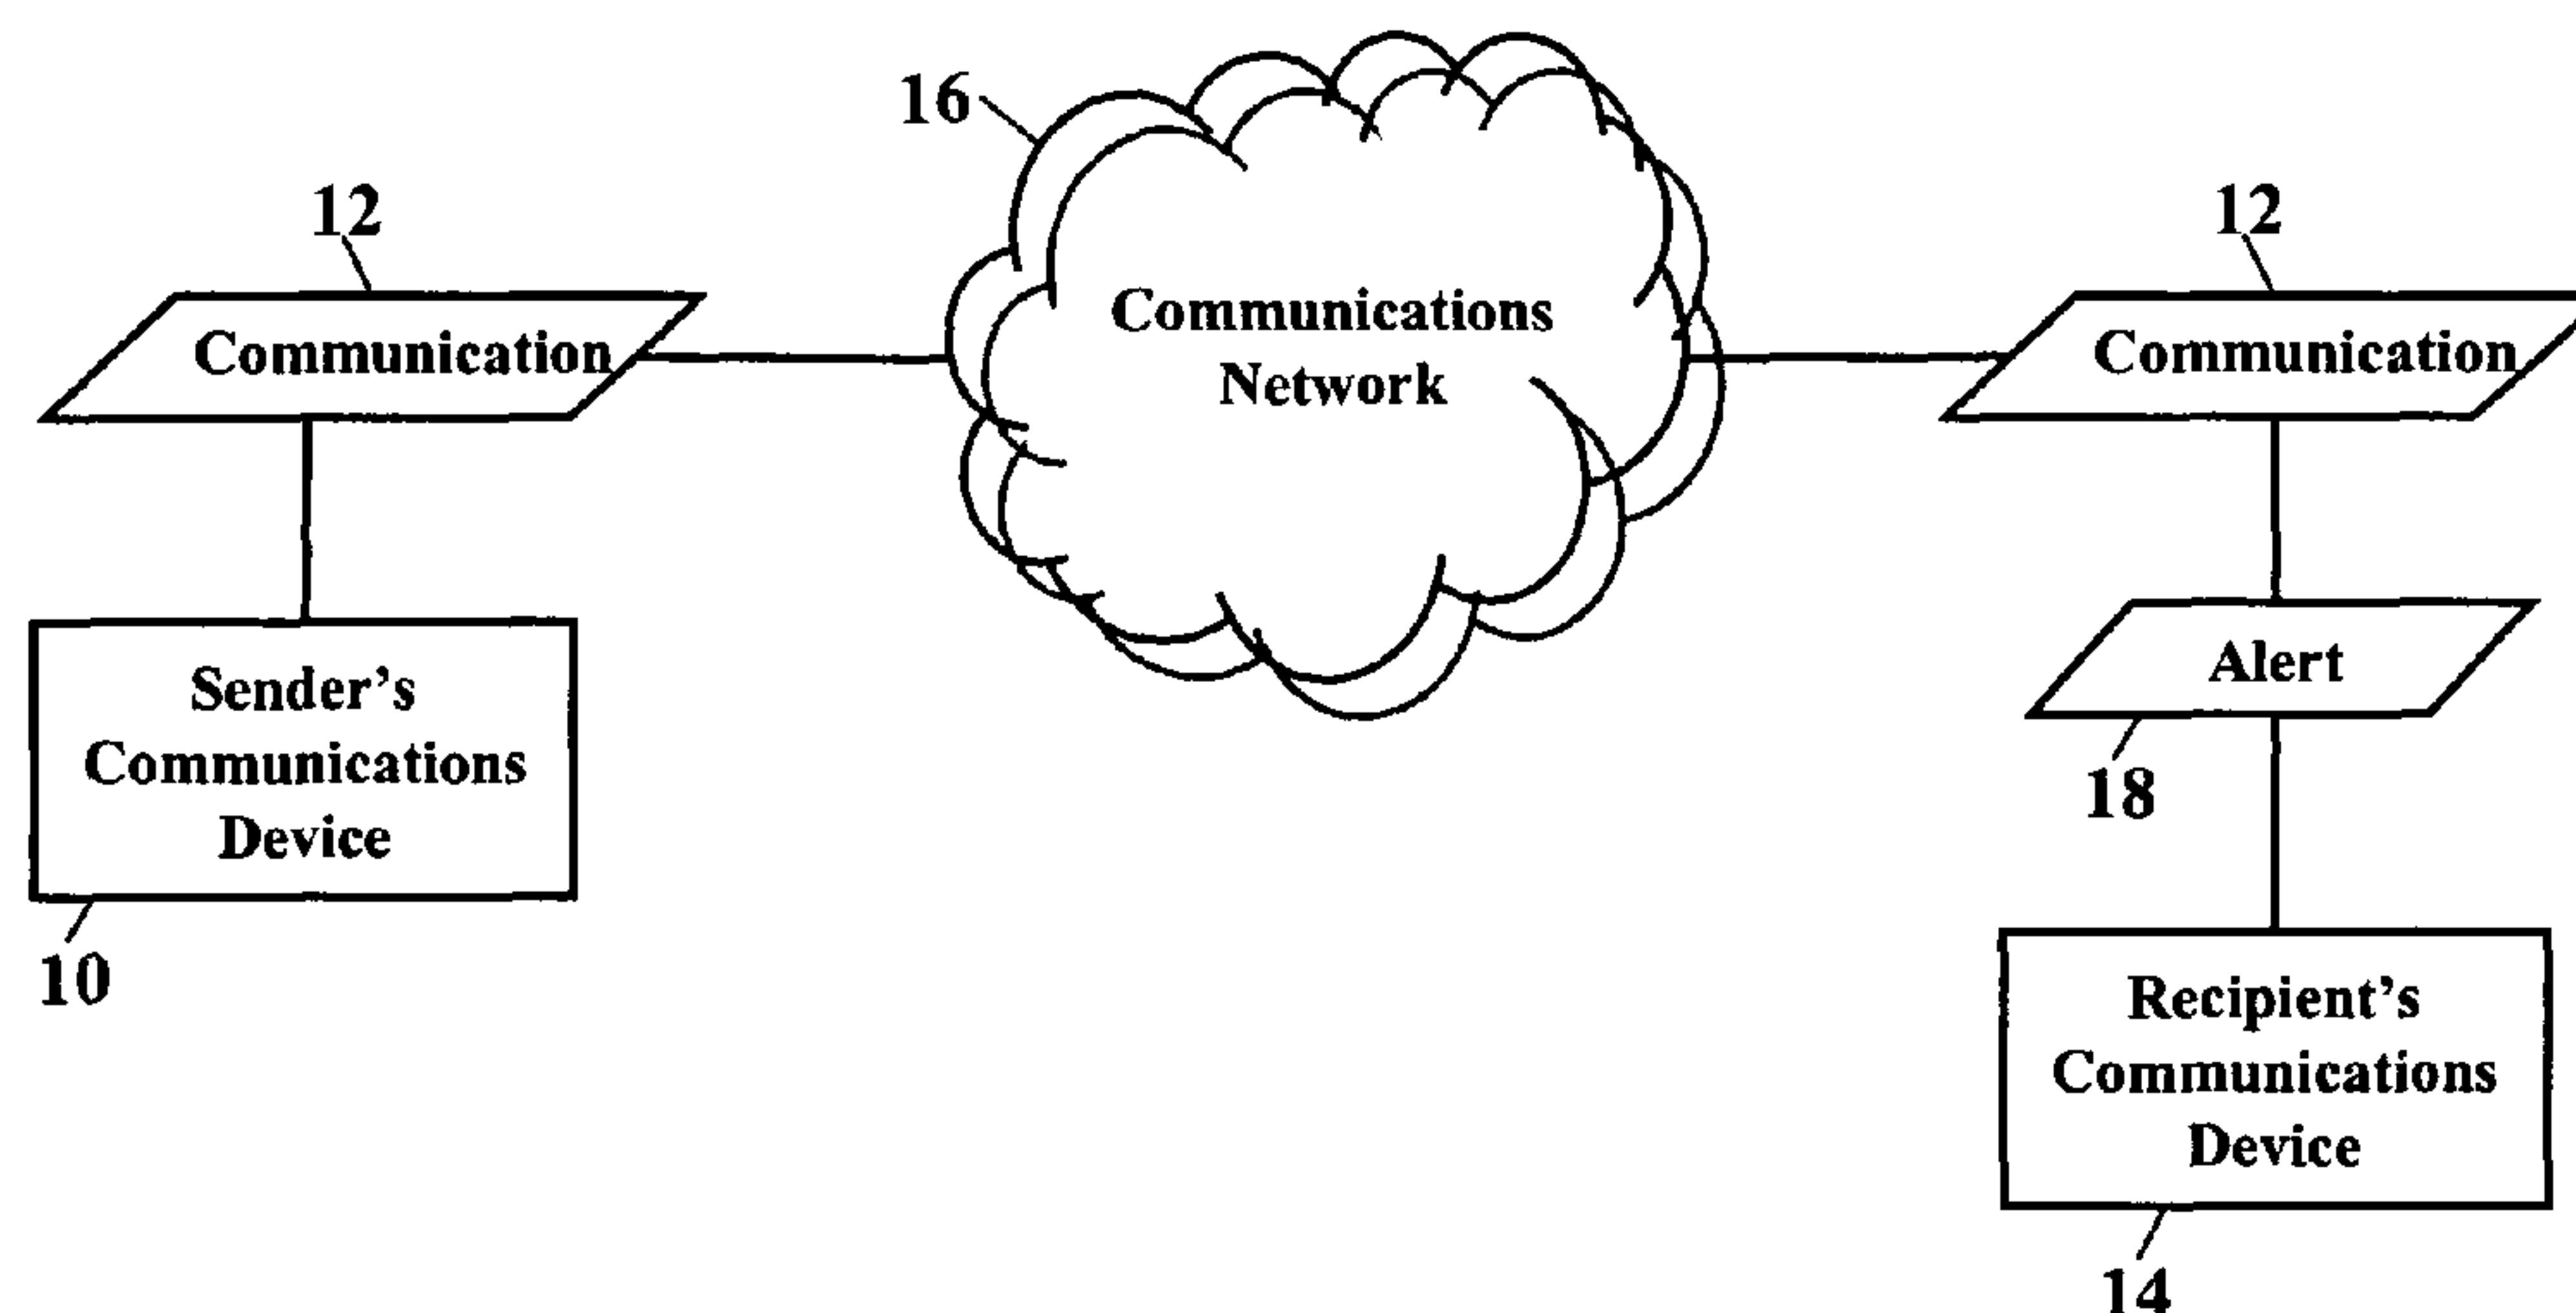 16
12
12
Communications
Network
Communication
Communication
Sender’s
Communications
Device
Alert
18
10
Recipient’s
Communications
Device
14